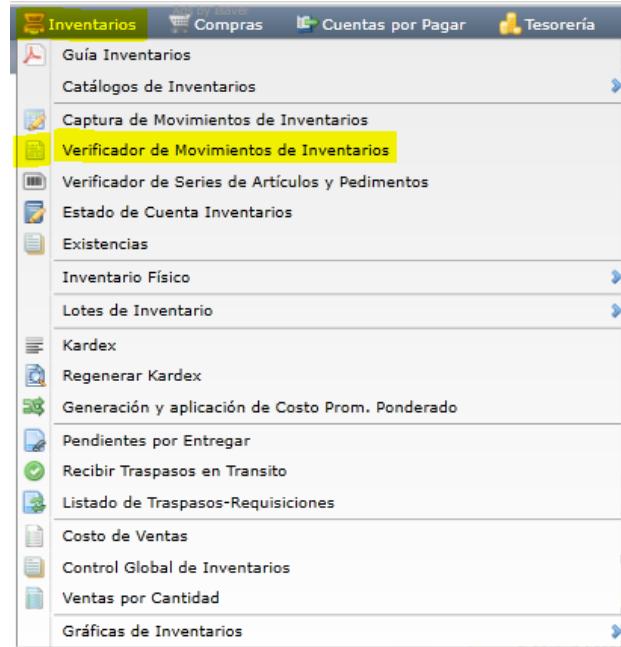 Inventarios Compras Cuentas por Pagar Tesorería
Guía Inventarios
Catálogos de Inventarios
Captura de Movimientos de Inventarios
Verificador de Movimientos de Inventarios
Verificador de Series de Artículos y Pedimentos
Estado de Cuenta Inventarios
Existencias
Inventario Físico
Lotes de Inventario
Kardex
Regenerar Kardex
Generación y aplicación de Costo Prom. Ponderado
Pendientes por Entregar
Recibir Traspasos en Transito
Listado de Traspasos-Requisiciones
Costo de Ventas
Control Global de Inventarios
Ventas por Cantidad
Gráficas de Inventarios